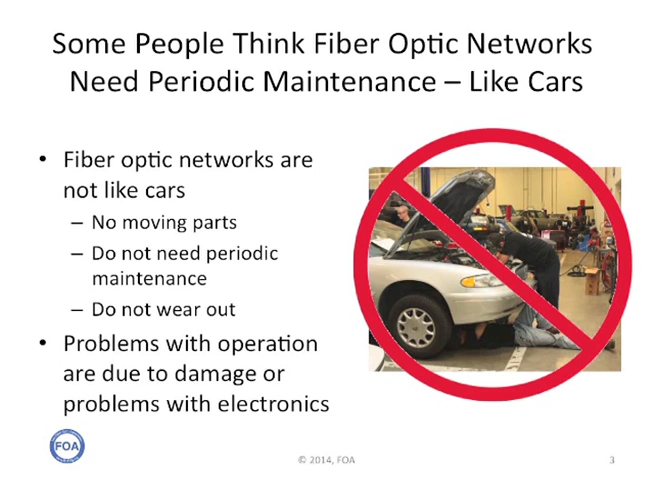 Some People Think Fiber Optic Networks
Need Periodic Maintenance – Like Cars
• Fiber optic networks are
not like cars
– No moving parts
– Do not need periodic
maintenance
– Do not wear out
• Problems with operation
are due to damage or
problems with electronics
FOA
© 2014, FOA
3